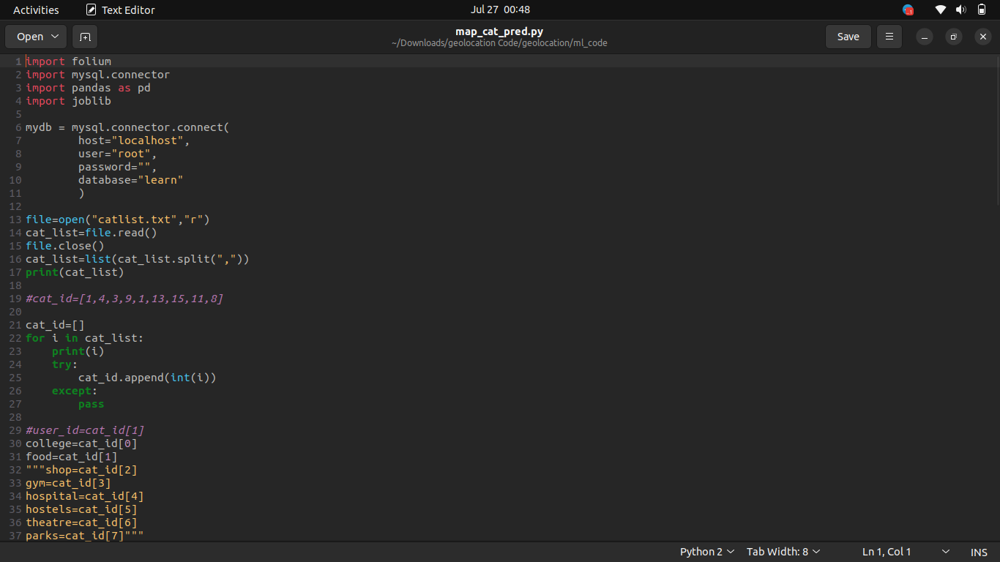 Activities Text Editor Jul 27 00:48 1
Open map_cat_pred.py Save
~/Downloads/geolocation Code/geolocation/ml_code
1 import folium
2 import mysql.connector
3 import pandas as pd
4 import joblib
5
6 mydb = mysql.connector.connect(
7         host="localhost",
8         user="root",
9         password="",
10         database="learn"
11         )
12
13 file=open("catlist.txt","r")
14 cat_list=file.read()
15 file.close()
16 cat_list=list(cat_list.split(","))
17 print(cat_list)
18
19 #cat_id=[1,4,3,9,1,13,15,11,8]
20
21 cat_id=[]
22 for i in cat_list:
23     print(i)
24     try:
25         cat_id.append(int(i))
26     except:
27         pass
28
29 #user_id=cat_id[1]
30 college=cat_id[0]
31 food=cat_id[1]
32 """shop=cat_id[2]
33 gym=cat_id[3]
34 hospital=cat_id[4]
35 hostels=cat_id[5]
36 theatre=cat_id[6]
37 parks=cat_id[7]"""
Python 2 Tab Width: 8 Ln 1, Col 1 INS